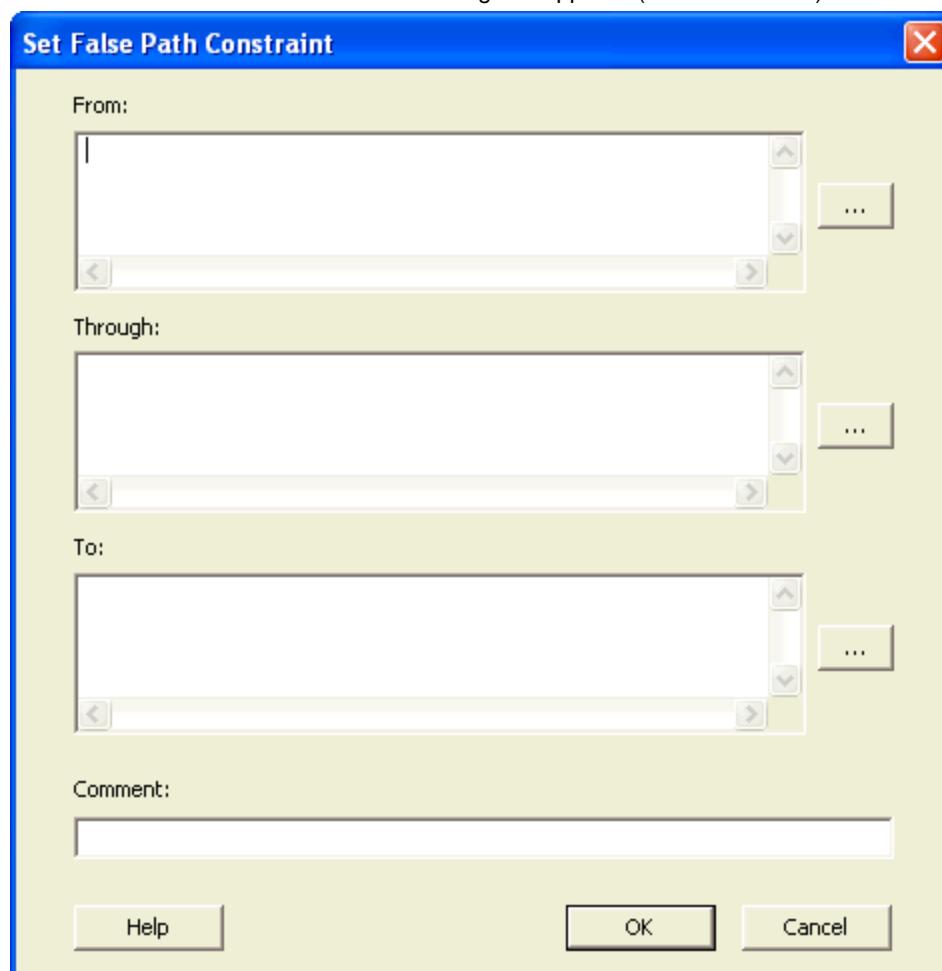 Set False Path Constraint
From:
...
Through:
...
To:
...
Comment:
Help OK Cancel